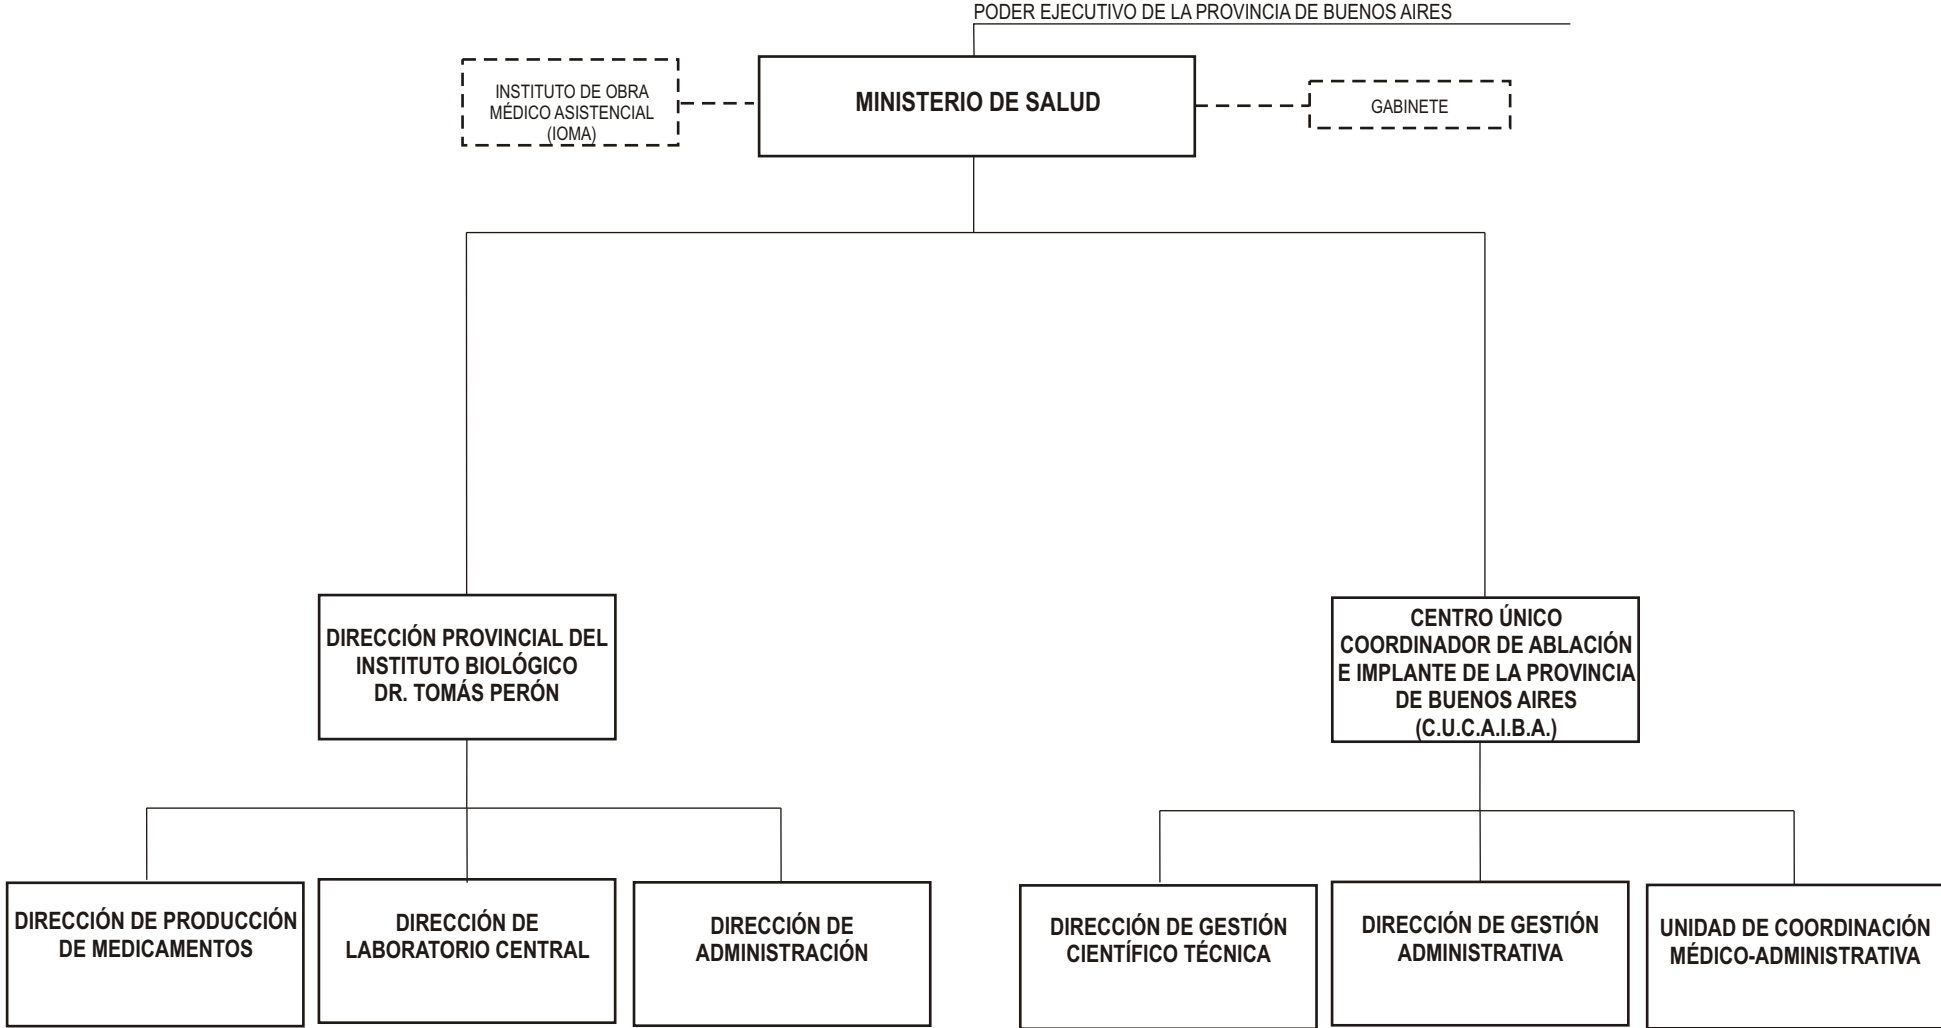 PODER EJECUTIVO DE LA PROVINCIA DE BUENOS AIRES
INSTITUTO DE OBRA
MÉDICO ASISTENCIAL
(IOMA)
MINISTERIO DE SALUD
GABINETE
DIRECCIÓN PROVINCIAL DEL
INSTITUTO BIOLÓGICO
DR. TOMÁS PERÓN
CENTRO ÚNICO
COORDINADOR DE ABLACIÓN
E IMPLANTE DE LA PROVINCIA
DE BUENOS AIRES
(C.U.C.A.I.B.A.)
DIRECCIÓN DE PRODUCCIÓN
DE MEDICAMENTOS
DIRECCIÓN DE
LABORATORIO CENTRAL
DIRECCIÓN DE
ADMINISTRACIÓN
DIRECCIÓN DE GESTIÓN
CIENTÍFICO TÉCNICA
DIRECCIÓN DE GESTIÓN
ADMINISTRATIVA
UNIDAD DE COORDINACIÓN
MÉDICO-ADMINISTRATIVA